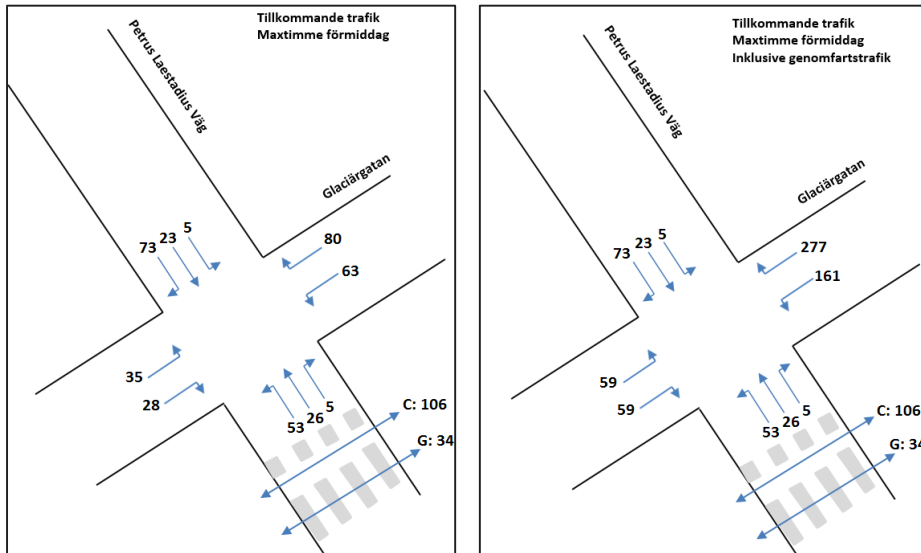 Tillkommande trafik
Maxtimme förmiddag
Petrus Laestadius Väg
Glaciärgatan
73 23 5
80
63
35
28
53 26 5
C: 106
G: 34
Tillkommande trafik
Maxtimme förmiddag
Inklusive genomfartstrafik
Petrus Laestadius Väg
Glaciärgatan
73 23 5
277
161
59
59
53 26 5
C: 106
G: 34